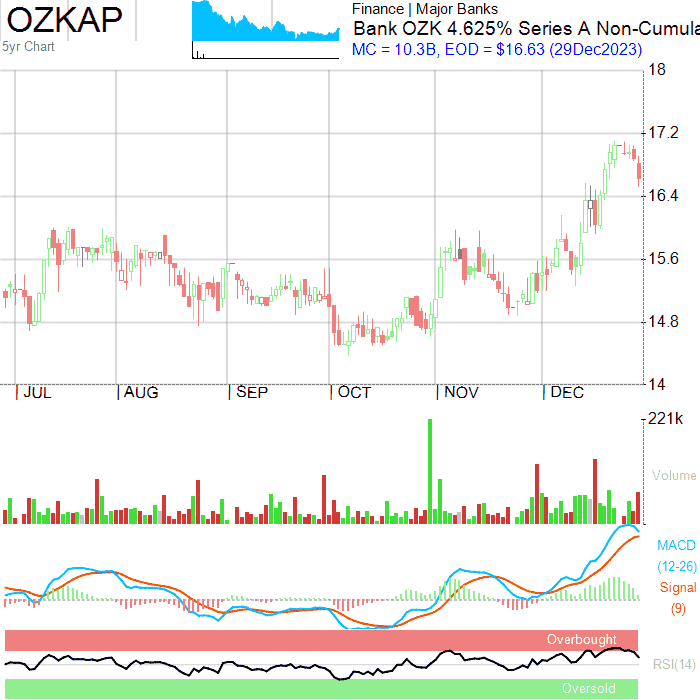 OZKAP
5yr Chart
Finance | Major Banks
Bank OZK 4.625% Series A Non-Cumula
MC = 10.3B, EOD = $16.63 (29Dec2023)
18
17.2
16.4
15.6
14.8
14
JUL AUG SEP OCT NOV DEC
221k
Volume
MACD
(12-26)
Signal
(9)
Overbought
RSI(14)
Oversold